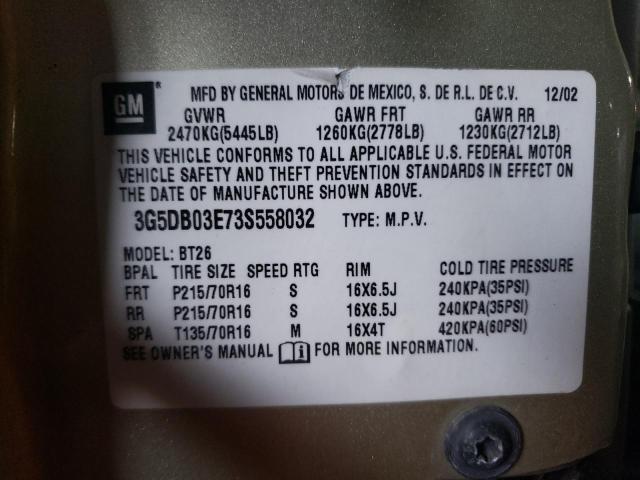 GM ® MFD BY GENERAL MOTORS DE MEXICO, S. DE R.L. DE C.V. 12/02
GVWR GAWR FRT GAWR RR
2470KG(5445LB) 1260KG(2778LB) 1230KG(2712LB)
THIS VEHICLE CONFORMS TO ALL APPLICABLE U.S. FEDERAL MOTOR
VEHICLE SAFETY AND THEFT PREVENTION STANDARDS IN EFFECT ON
THE DATE OF MANUFACTURE SHOWN ABOVE.
3G5DB03E73S558032 TYPE: M.P.V.
MODEL: BT26
BPAL TIRE SIZE SPEED RTG RIM COLD TIRE PRESSURE
FRT P215/70R16 S 16X6.5J 240KPA(35PSI)
RR P215/70R16 S 16X6.5J 240KPA(35PSI)
SPA T135/70R16 M 16X4T 420KPA(60PSI)
SEE OWNER'S MANUAL FOR MORE INFORMATION.